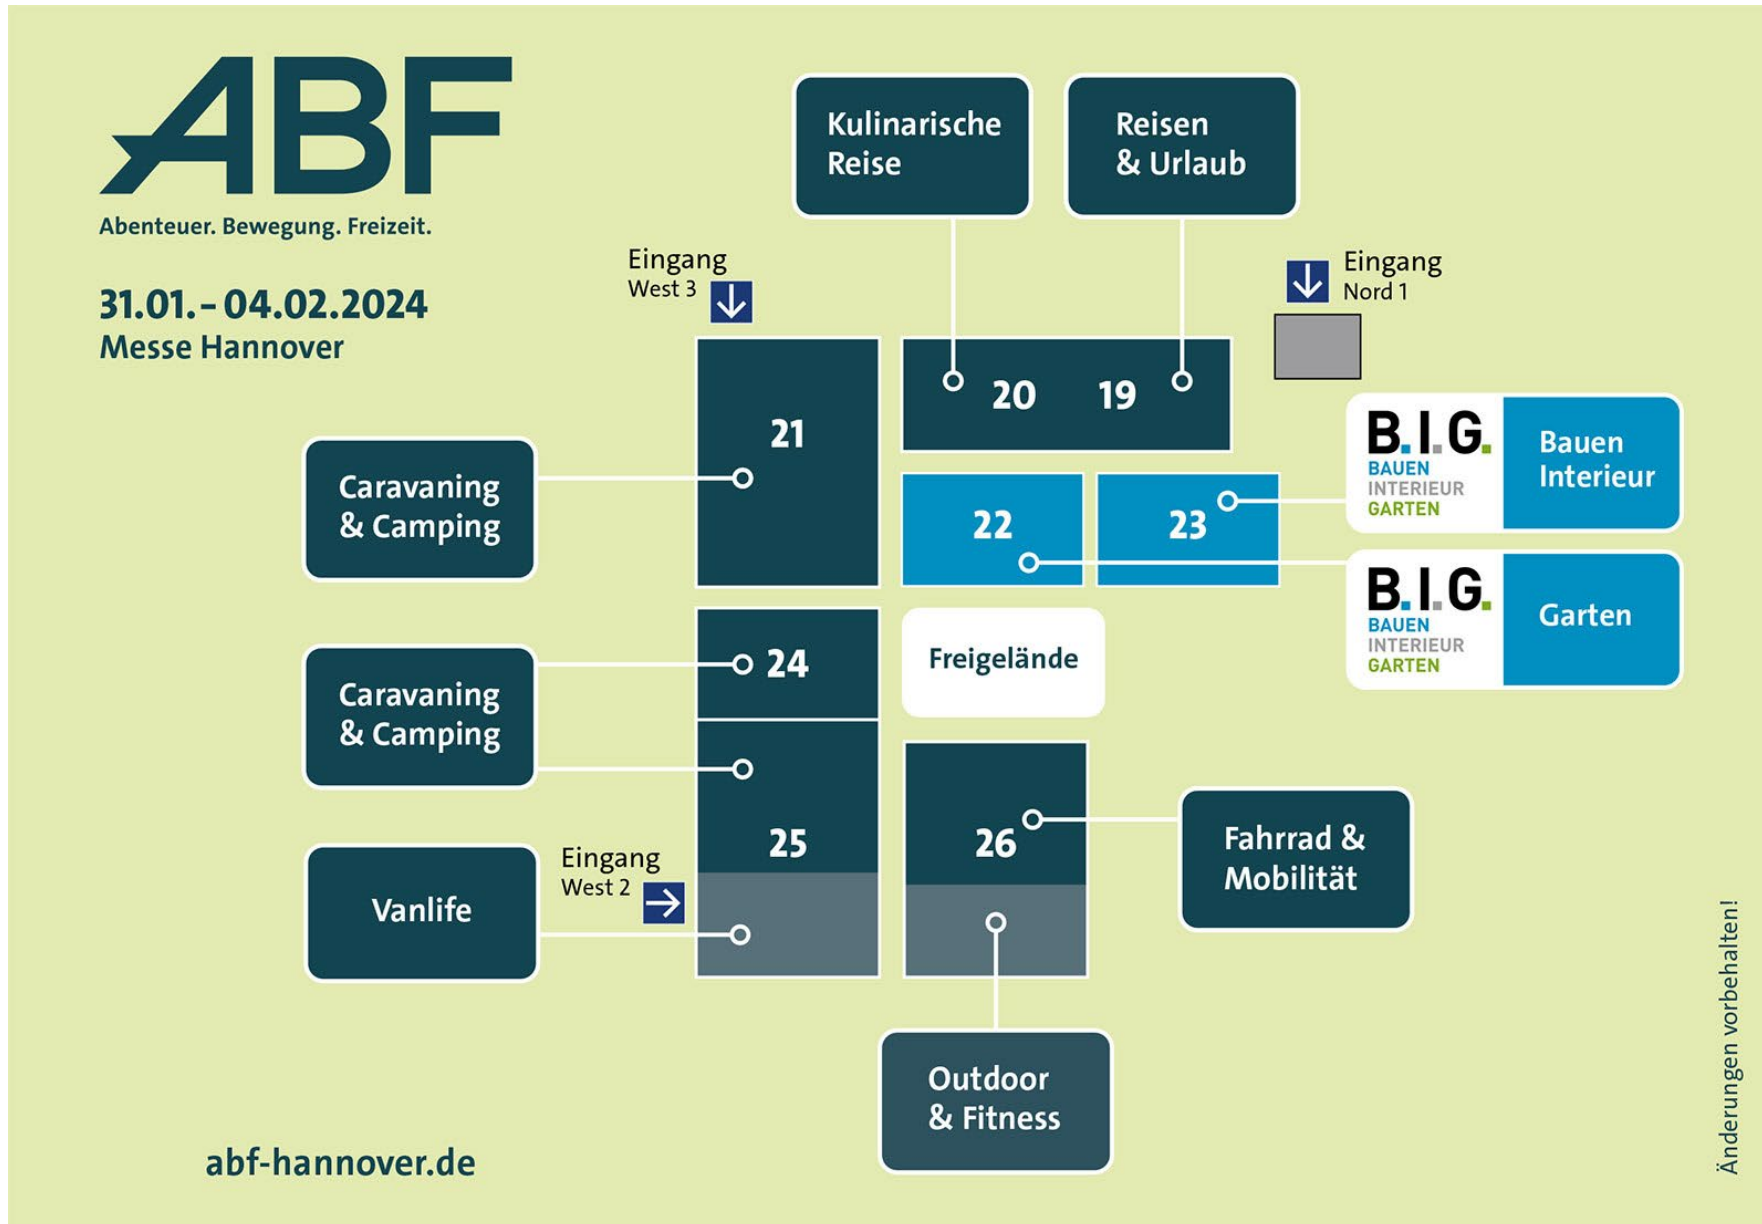 ABF
Abenteuer. Bewegung. Freizeit.
31.01.– 04.02.2024
Messe Hannover
Kulinarische
Reise
Reisen
& Urlaub
Eingang
West 3
Eingang
Nord 1
20
19
21
Caravaning
& Camping
B.I.G.
BAUEN
INTERIEUR
GARTEN
Bauen
Interieur
22
23
B.I.G.
BAUEN
INTERIEUR
GARTEN
Garten
24
Freigelände
Caravaning
& Camping
25
26
Fahrrad &
Mobilität
Eingang
West 2
Vanlife
Outdoor
& Fitness
abf-hannover.de
Änderungen vorbehalten!